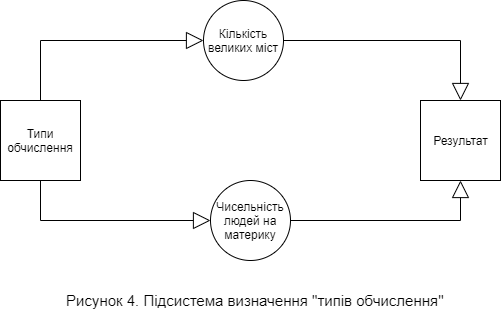 Кількість
великих міст
Типи
обчислення
Результат
Чисельність
людей на
материку
Рисунок 4. Підсистема визначення "типів обчислення"